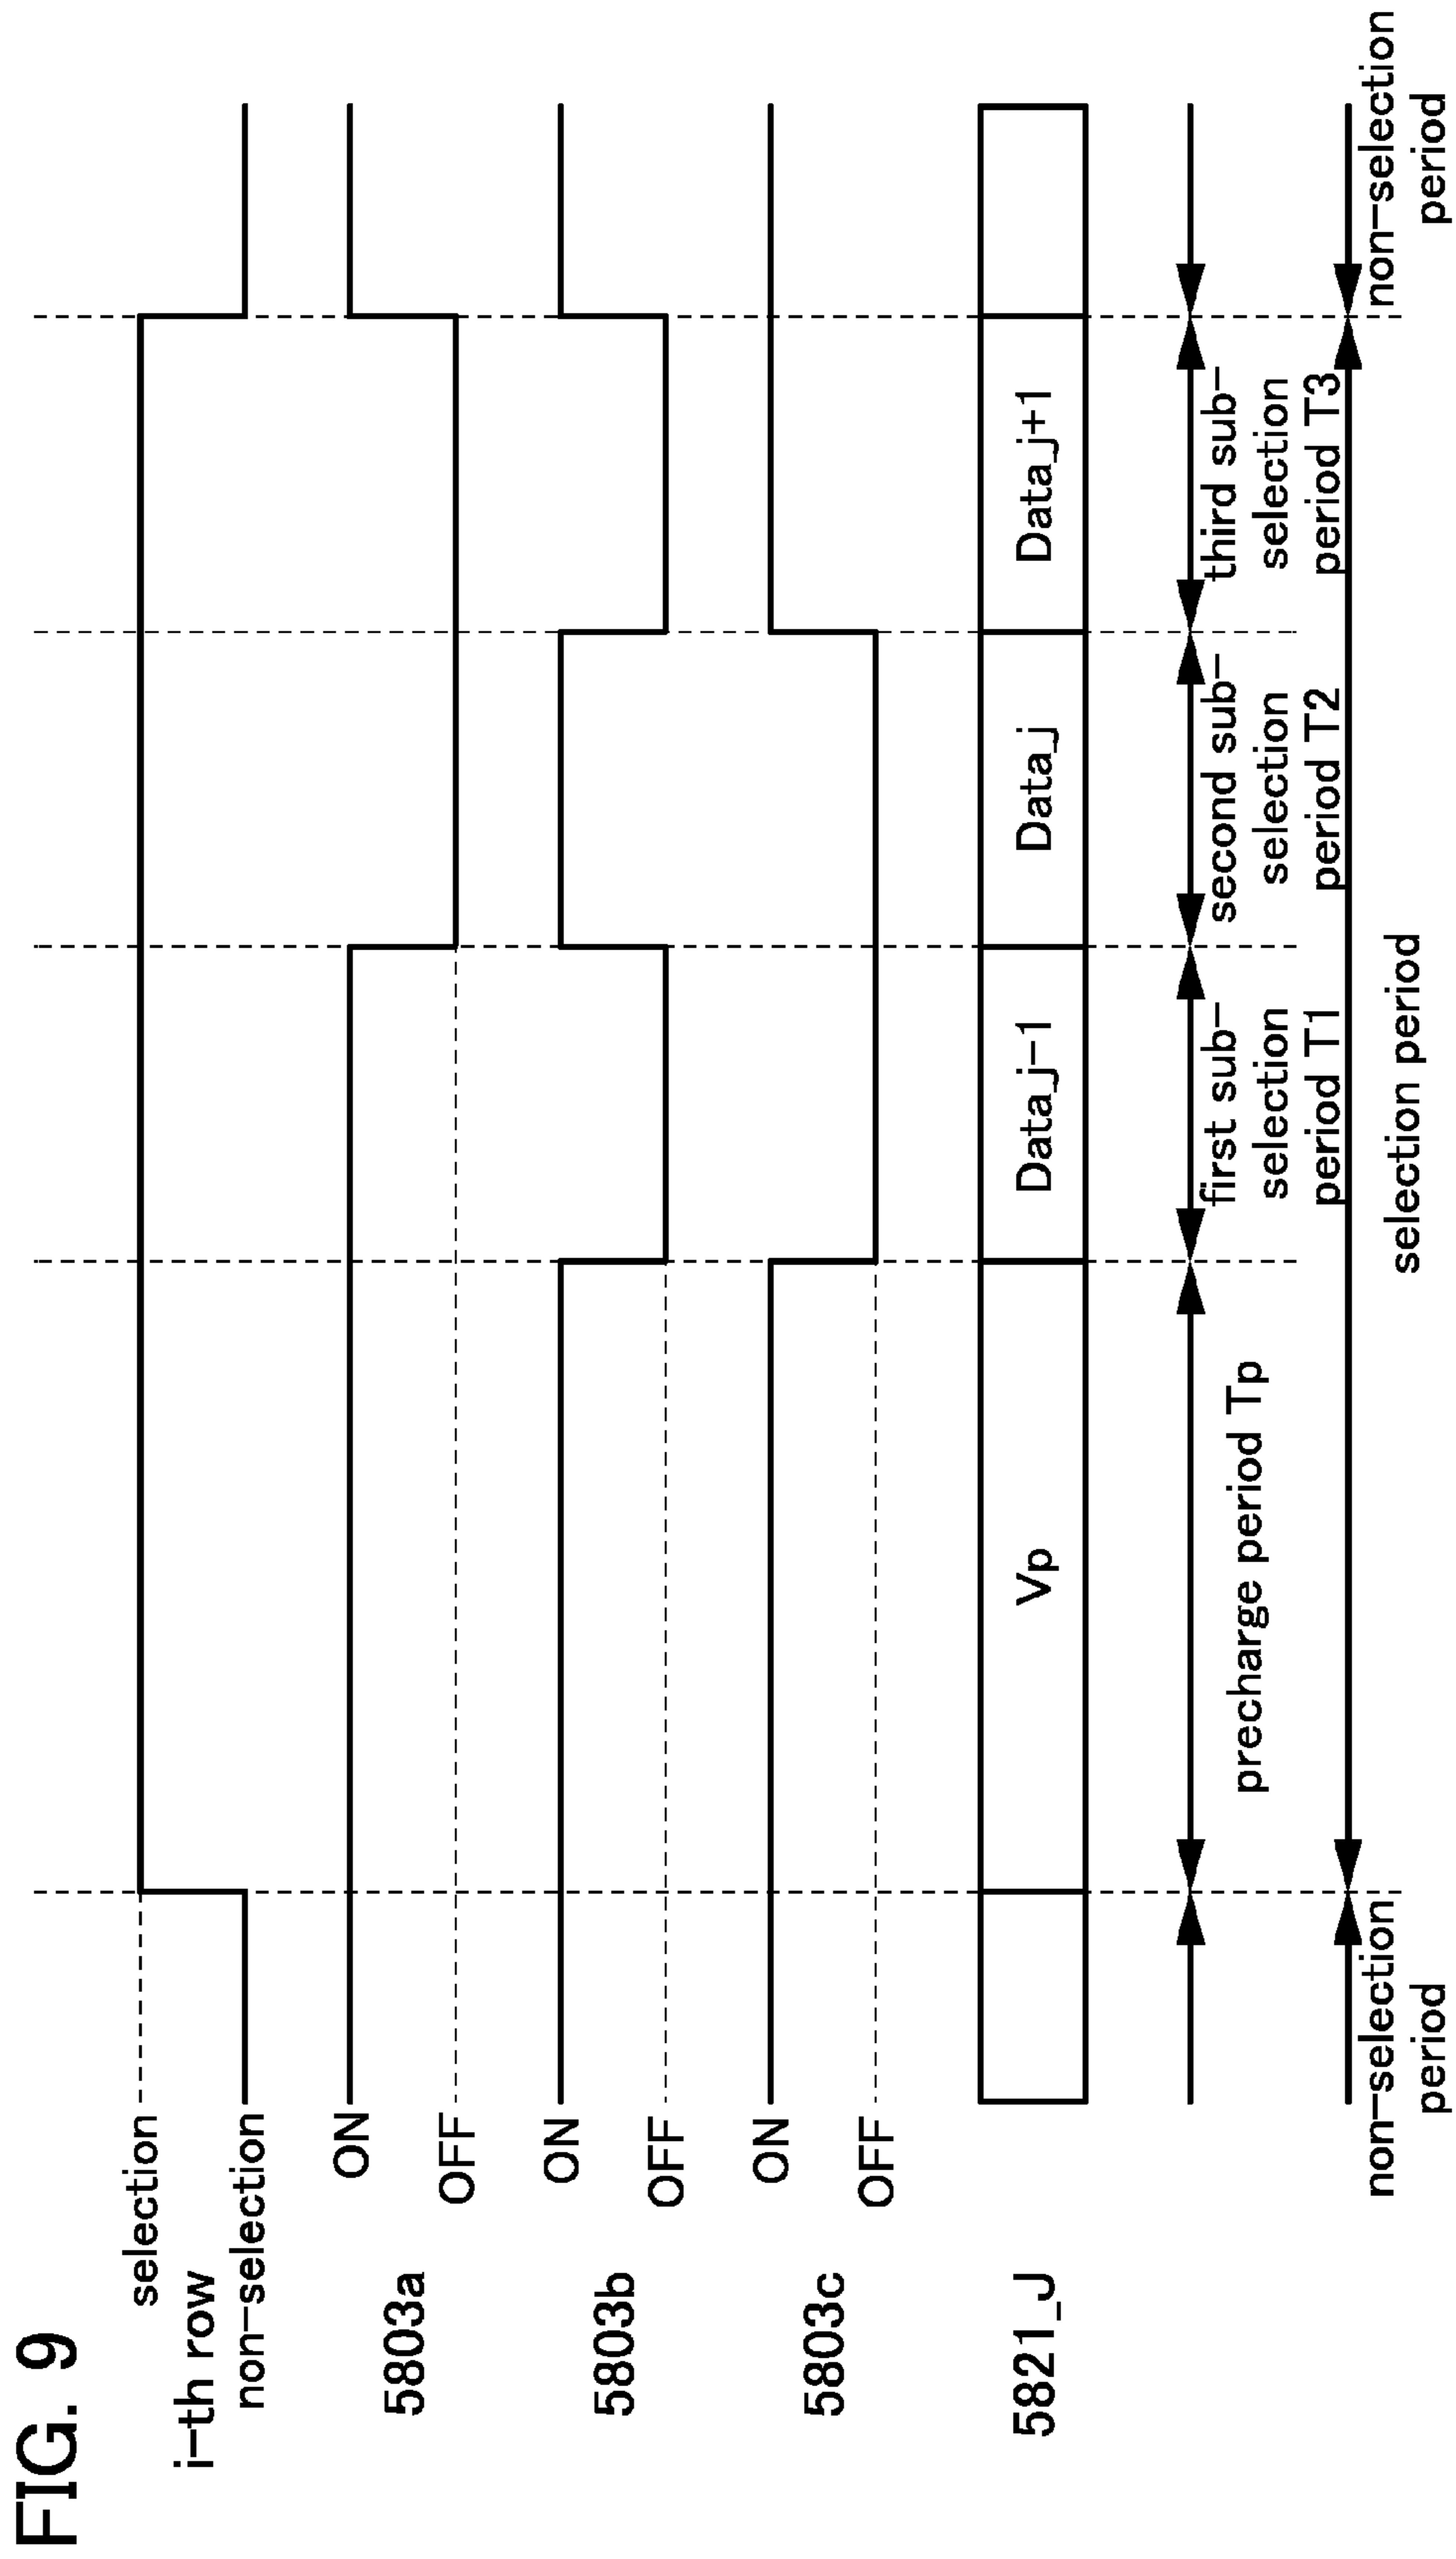 FIG. 9
selection
i-th row
non-selection
ON
5803a
OFF
ON
5803b
OFF
ON
5803c
OFF
5821_J
Vp
Data_j-1
Data_j
Data_j+1
precharge period Tp
first sub-
selection
period T1
second sub-
selection
period T2
third sub-
selection
period T3
non-selection
period
selection period
non-selection
period